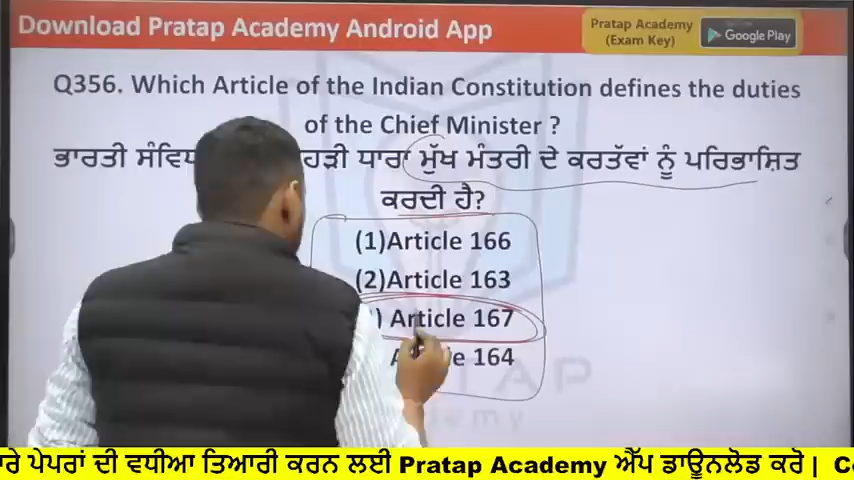 Download Pratap Academy Android App
Pratap Academy
(Exam Key)
Google Play
Q356. Which Article of the Indian Constitution defines the duties
of the Chief Minister ?
ਭਾਰਤੀ ਧਾਰਾ ਮੁੱਖ ਮੰਤਰੀ ਦੇ ਕਰਤੱਵਾਂ ਨੂੰ ਪਰਿਭਾਸ਼ਿਤ
ਕਰਦੀ ਹੈ?
(1)Article 166
(2)Article 163
) Article 167
164
ਪੇਪਰਾਂ ਦੀ ਵਧੀਆ ਤਿਆਰੀ ਕਰਨ ਲਈ Pratap Academy ਐੱਪ ਡਾਊਨਲੋਡ ਕਰੋ |